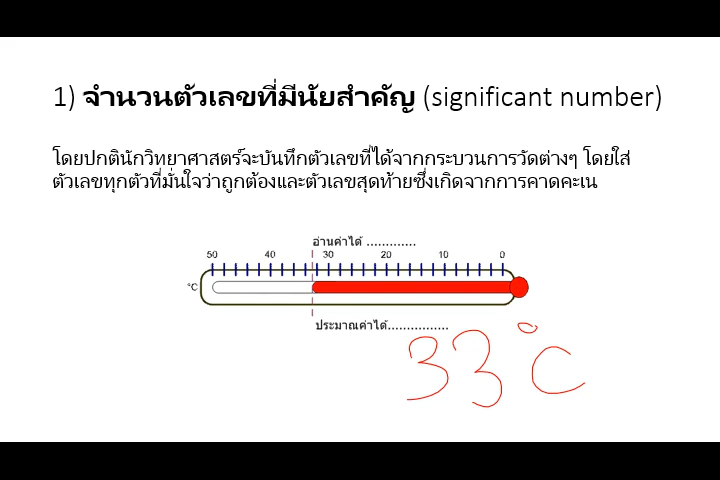 1) จำนวนตัวเลขที่มีนัยสำคัญ (significant number)
โดยปกตินักวิทยาศาสตร์จะบันทึกตัวเลขที่ได้จากกระบวนการวัดต่างๆ โดยใส่
ตัวเลขทุกตัวที่มั่นใจว่าถูกต้องและตัวเลขสุดท้ายซึ่งเกิดจากการคาดคะเน
อ่านค่าได้ .............
50 40 30 20 10 0
°C
ประมาณค่าได้................
33 °C